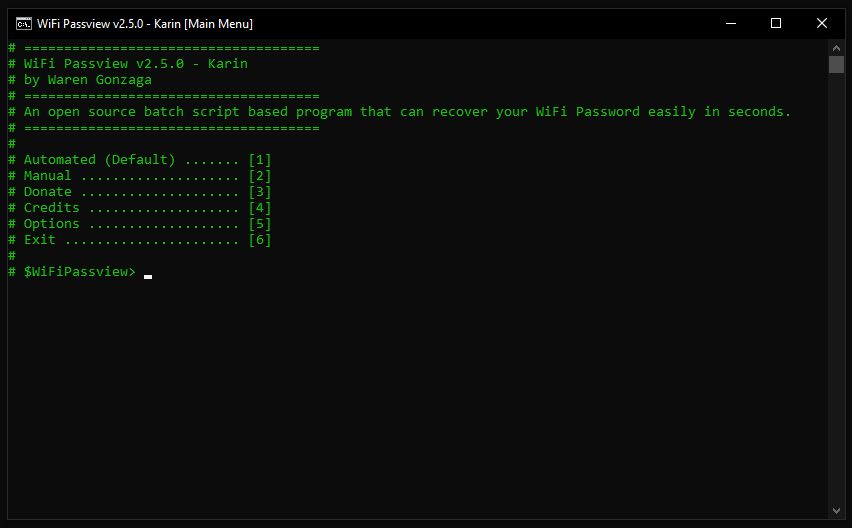 WiFi Passview v2.5.0 - Karin [Main Menu]
# =====================================
# WiFi Passview v2.5.0 - Karin
# by Waren Gonzaga
# =====================================
# An open source batch script based program that can recover your WiFi Password easily in seconds.
# =====================================
#
# Automated (Default) ....... [1]
# Manual .................... [2]
# Donate .................... [3]
# Credits ................... [4]
# Options ................... [5]
# Exit ...................... [6]
#
# $WiFiPassview>